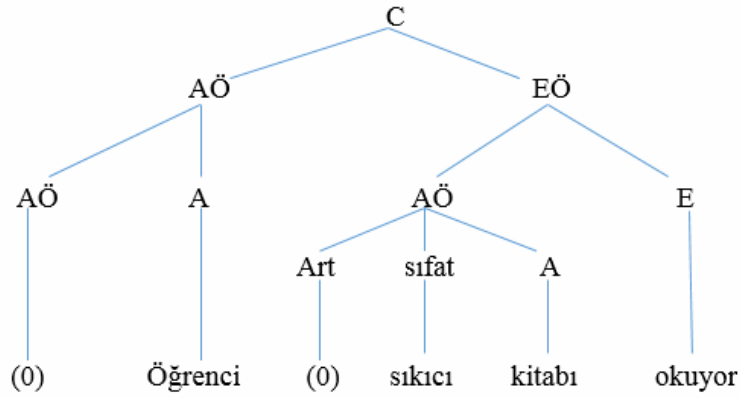 C
AÖ EÖ
AÖ A AÖ E
Art sıfat A
(0) Öğrenci (0) sıkıcı kitabı okuyor